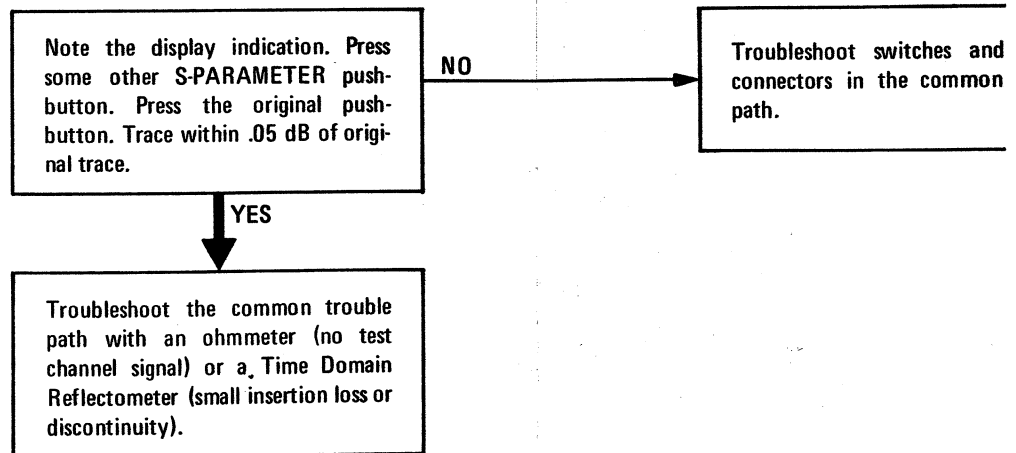 Note the display indication. Press
some other S-PARAMETER push-
button. Press the original push-
button. Trace within .05 dB of origi-
nal trace.
NO
Troubleshoot switches and
connectors in the common
path.
YES
Troubleshoot the common trouble
path with an ohmmeter (no test
channel signal) or a Time Domain
Reflectometer (small insertion loss or
discontinuity).